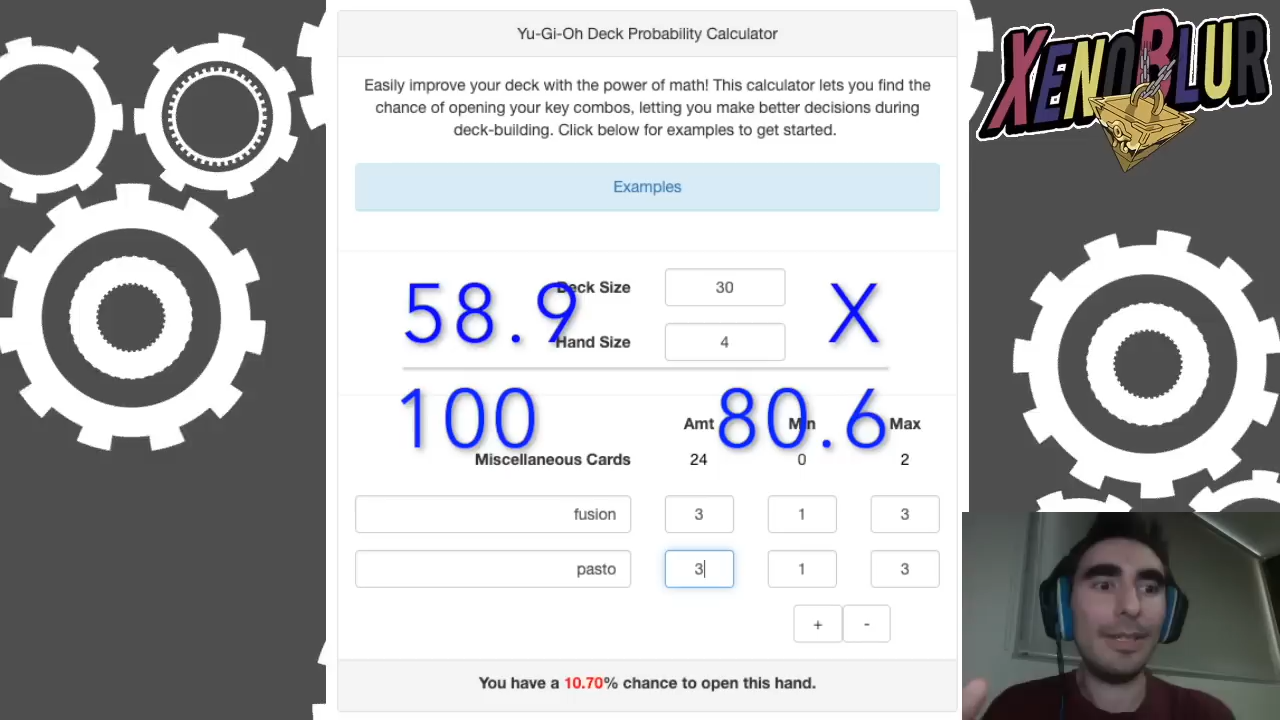 Yu-Gi-Oh Deck Probability Calculator
XENOBLUR
Easily improve your deck with the power of math! This calculator lets you find the
chance of opening your key combos, letting you make better decisions during
deck-building. Click below for examples to get started.
Examples
Deck Size 30
58.9 X
Hand Size 4
100 80.6
Amt Min Max
Miscellaneous Cards 24 0 2
fusion 3 1 3
pasto 3 1 3
+ -
You have a 10.70% chance to open this hand.